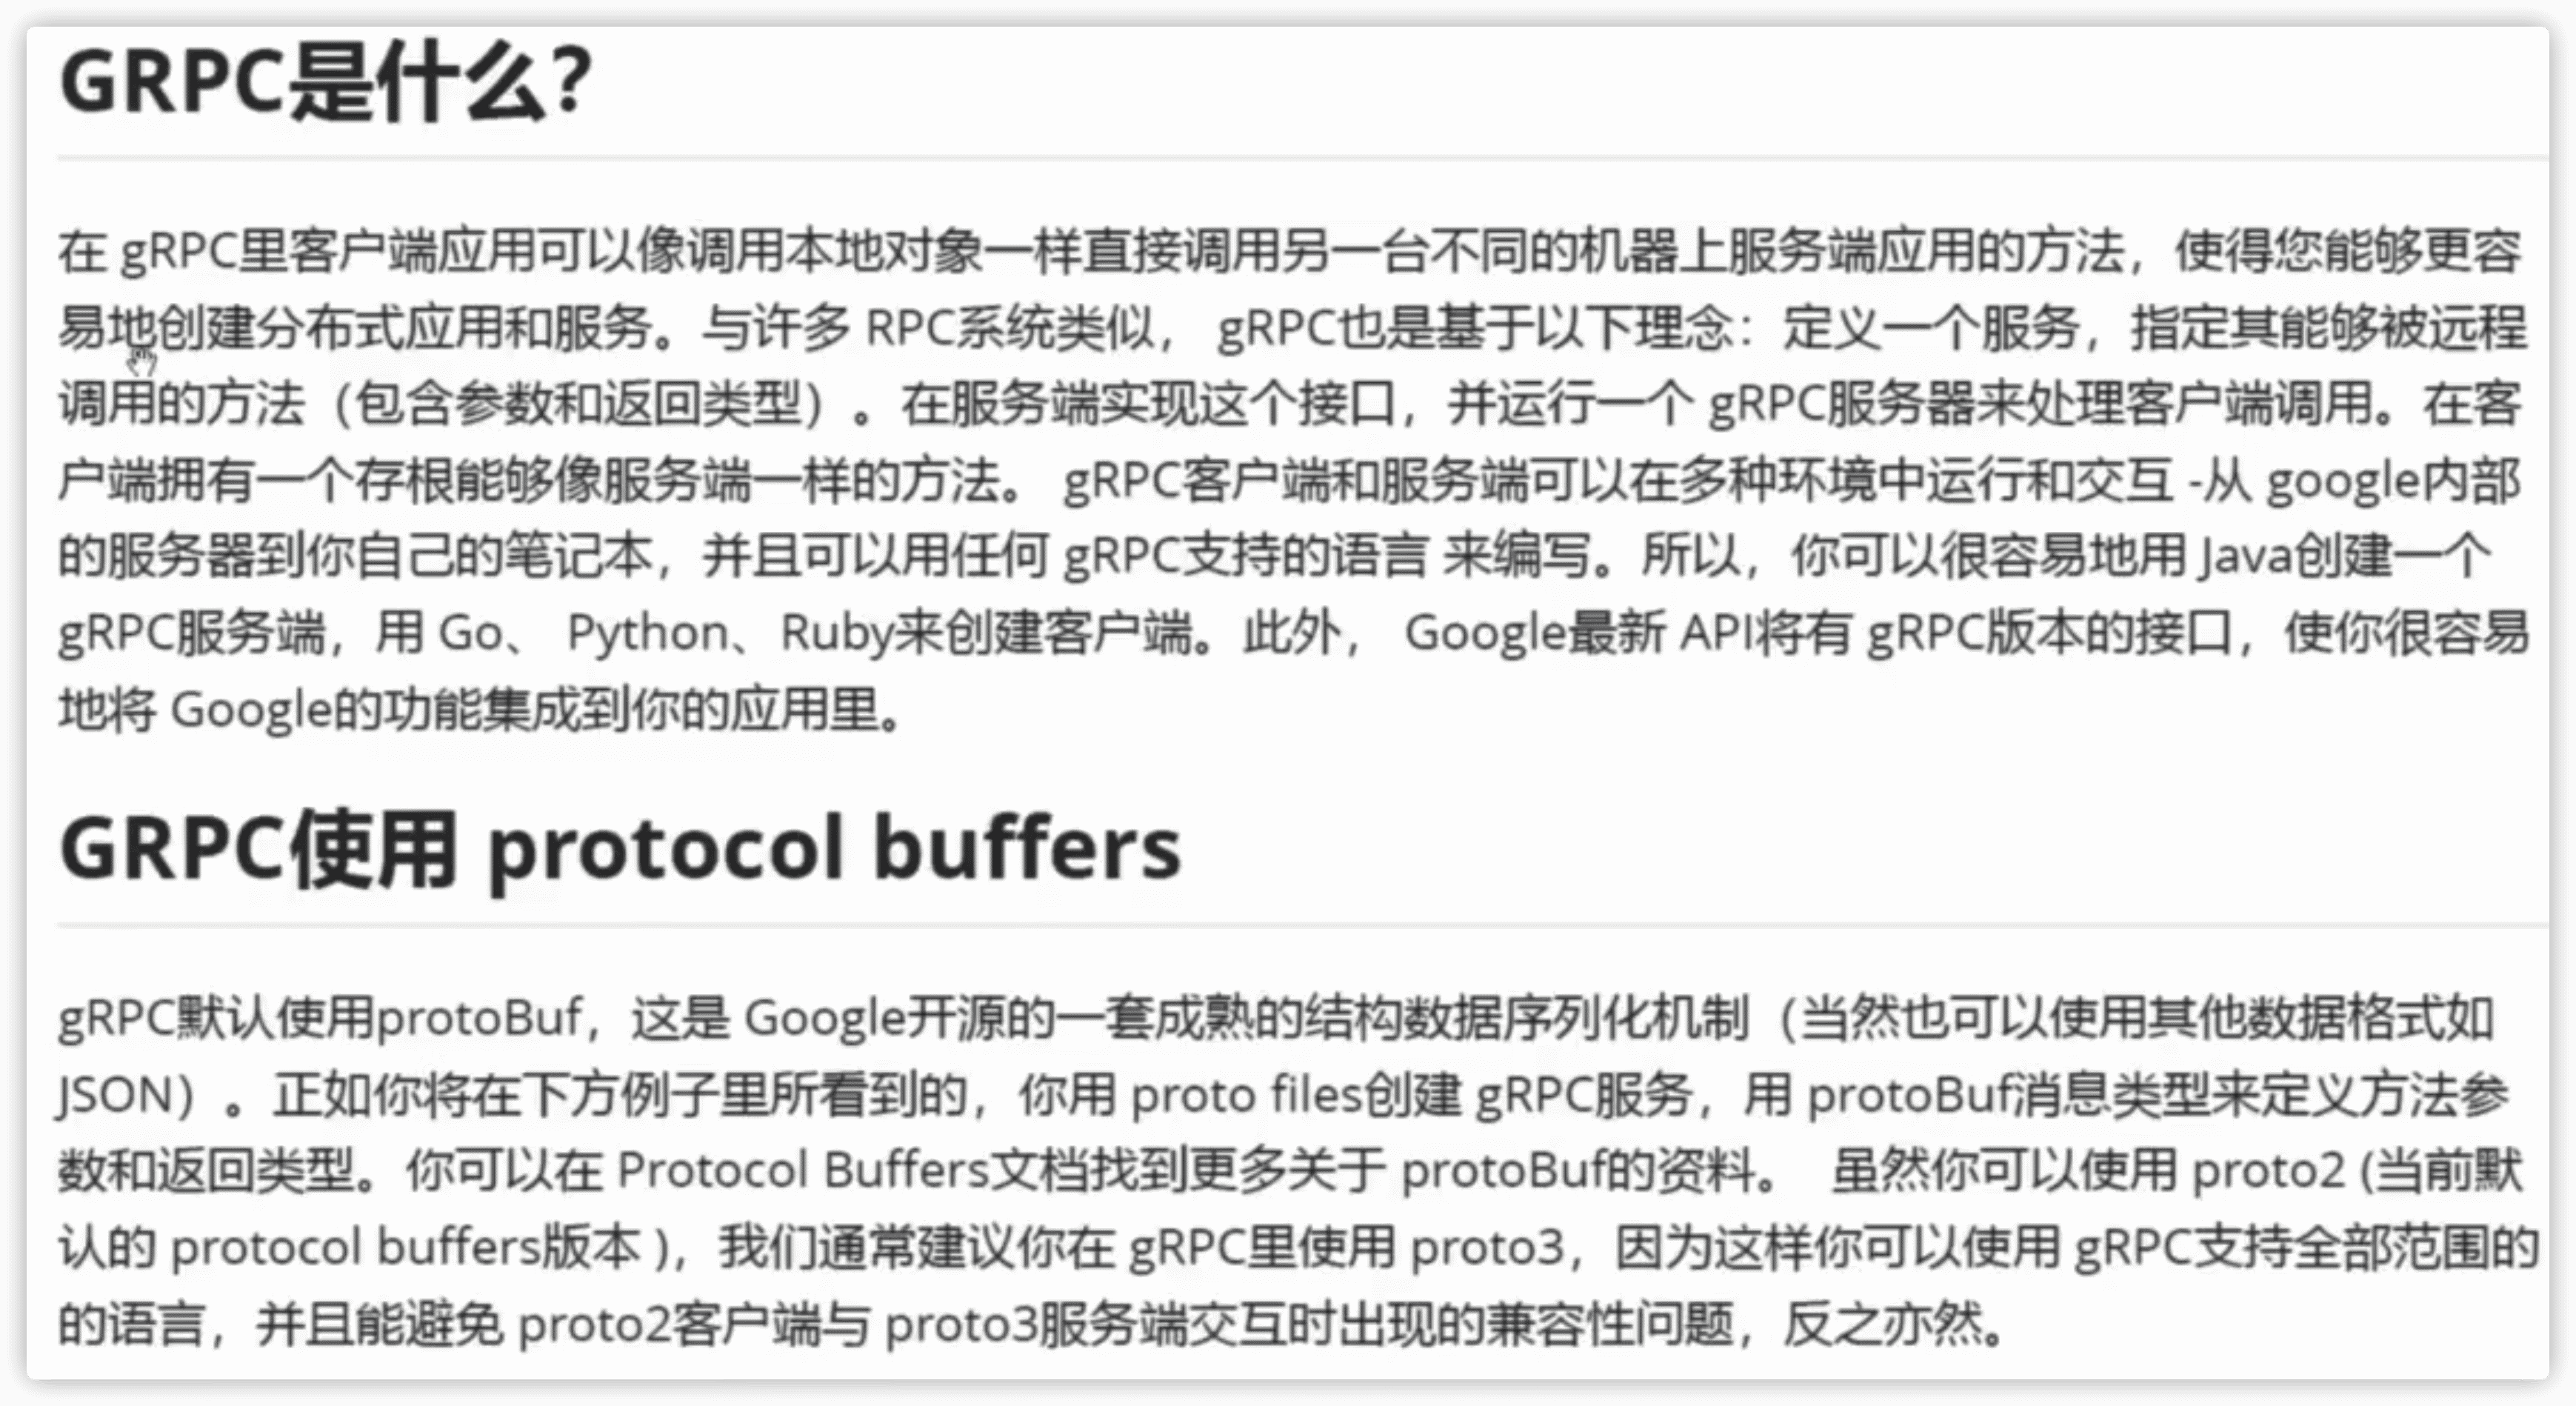 GRPC是什么？
在 gRPC里客户端应用可以像调用本地对象一样直接调用另一台不同的机器上服务端应用的方法，使得您能够更容
易地创建分布式应用和服务。与许多 RPC系统类似， gRPC也是基于以下理念：定义一个服务，指定其能够被远程
调用的方法（包含参数和返回类型）。在服务端实现这个接口，并运行一个 gRPC服务器来处理客户端调用。在客
户端拥有一个存根能够像服务端一样的方法。 gRPC客户端和服务端可以在多种环境中运行和交互 -从 google内部
的服务器到你自己的笔记本，并且可以用任何 gRPC支持的语言 来编写。所以，你可以很容易地用 Java创建一个
gRPC服务端，用 Go、 Python、Ruby来创建客户端。此外， Google最新 API将有 gRPC版本的接口，使你很容易
地将 Google的功能集成到你的应用里。
GRPC使用 protocol buffers
gRPC默认使用protoBuf，这是 Google开源的一套成熟的结构数据序列化机制（当然也可以使用其他数据格式如
JSON）。正如你将在下方例子里所看到的，你用 proto files创建 gRPC服务，用 protoBuf消息类型来定义方法参
数和返回类型。你可以在 Protocol Buffers文档找到更多关于 protoBuf的资料。 虽然你可以使用 proto2 (当前默
认的 protocol buffers版本 )，我们通常建议你在 gRPC里使用 proto3，因为这样你可以使用 gRPC支持全部范围的
的语言，并且能避免 proto2客户端与 proto3服务端交互时出现的兼容性问题，反之亦然。